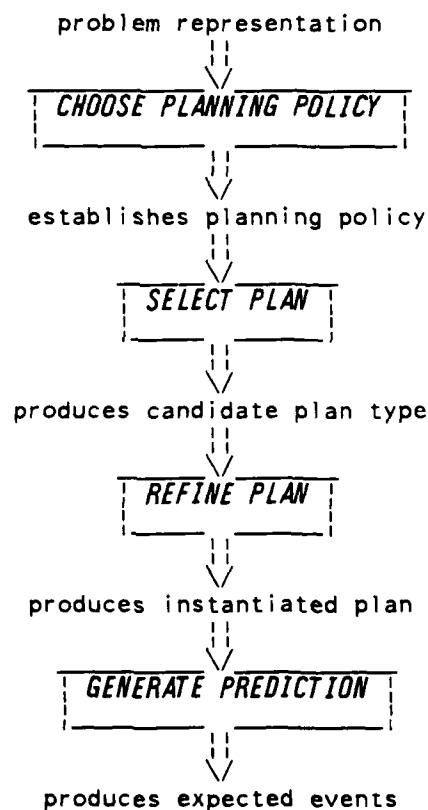 problem representation
CHOOSE PLANNING POLICY
establishes planning policy
SELECT PLAN
produces candidate plan type
REFINE PLAN
produces instantiated plan
GENERATE PREDICTION
produces expected events